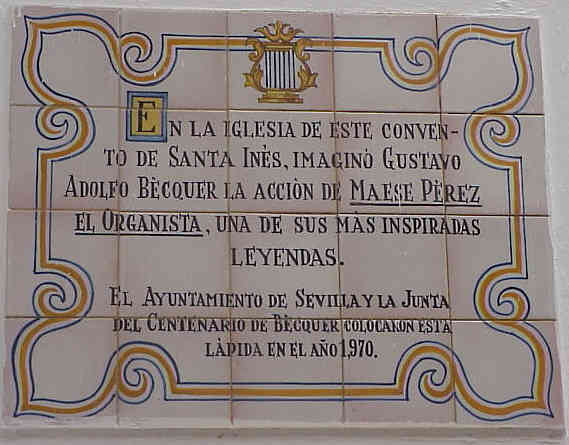 EN LA IGLESIA DE ESTE CONVEN-
TO DE SANTA INÈS, IMAGINÒ GUSTAVO
ADOLFO BÈCQUER LA ACCIÒN DE MAESE PÈREZ
EL ORGANISTA, UNA DE SUS MÀS INSPIRADAS
LEYENDAS.
EL AYUNTAMIENTO DE SEVILLA Y LA JUNTA
DEL CENTENARIO DE BÈCQUER COLOCARON ESTA
LÀPIDA EN EL AÑO 1,970.